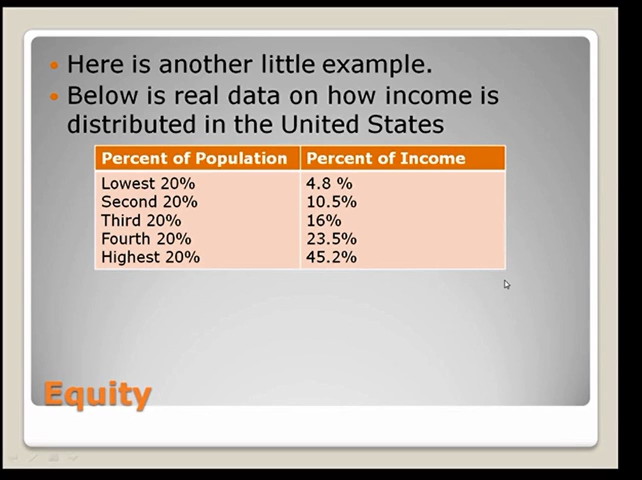 Here is another little example.
Below is real data on how income is
distributed in the United States
Percent of Population Percent of Income
Lowest 20% 4.8 %
Second 20% 10.5%
Third 20% 16%
Fourth 20% 23.5%
Highest 20% 45.2%
Equity